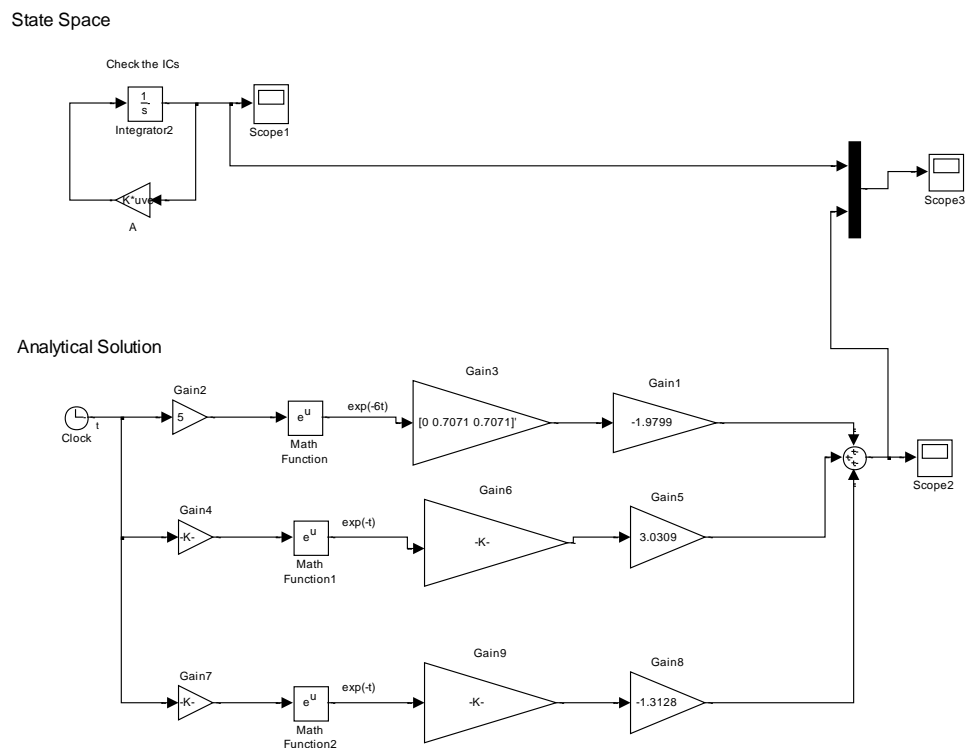 State Space
Check the ICs
1
s
Integrator2
Scope1
K*uve
A
Scope3
Analytical Solution
Clock
t
Gain2
5
e^u
Math
Function
exp(-6t)
Gain3
[0 0.7071 0.7071]'
Gain1
-1.9799
Scope2
Gain4
-K-
e^u
Math
Function1
exp(-t)
Gain6
-K-
Gain5
3.0309
Gain7
-K-
e^u
Math
Function2
exp(-t)
Gain9
-K-
Gain8
-1.3128